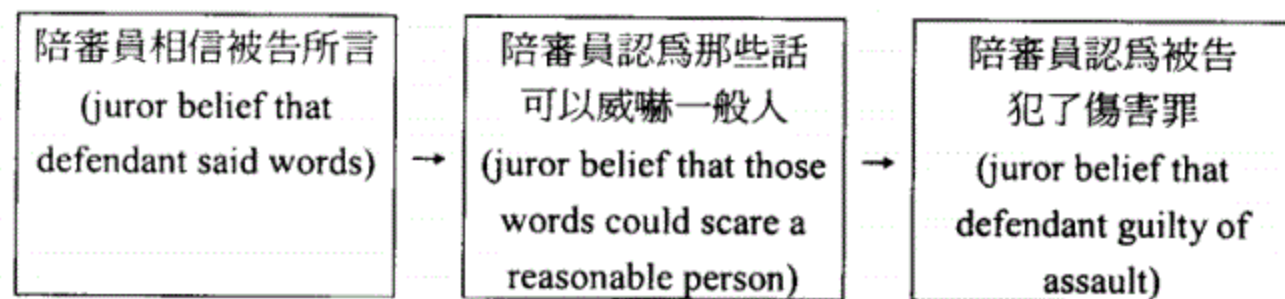 陪審員相信被告所言
(juror belief that
defendant said words)
→
陪審員認爲那些話
可以威嚇一般人
(juror belief that those
words could scare a
reasonable person)
→
陪審員認爲被告
犯了傷害罪
(juror belief that
defendant guilty of
assault)